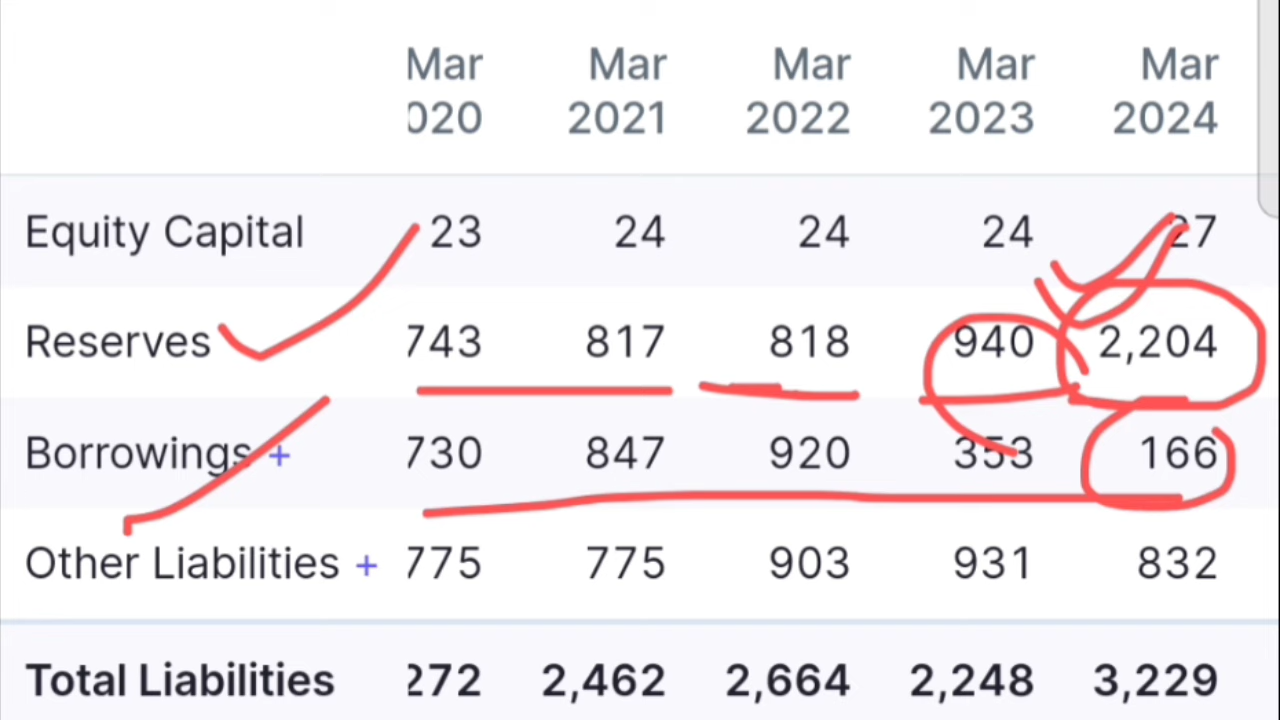 Mar Mar Mar Mar Mar
020 2021 2022 2023 2024
Equity Capital 23 24 24 24 27
Reserves 743 817 818 940 2,204
Borrowings + 730 847 920 353 166
Other Liabilities + 775 775 903 931 832
Total Liabilities 272 2,462 2,664 2,248 3,229